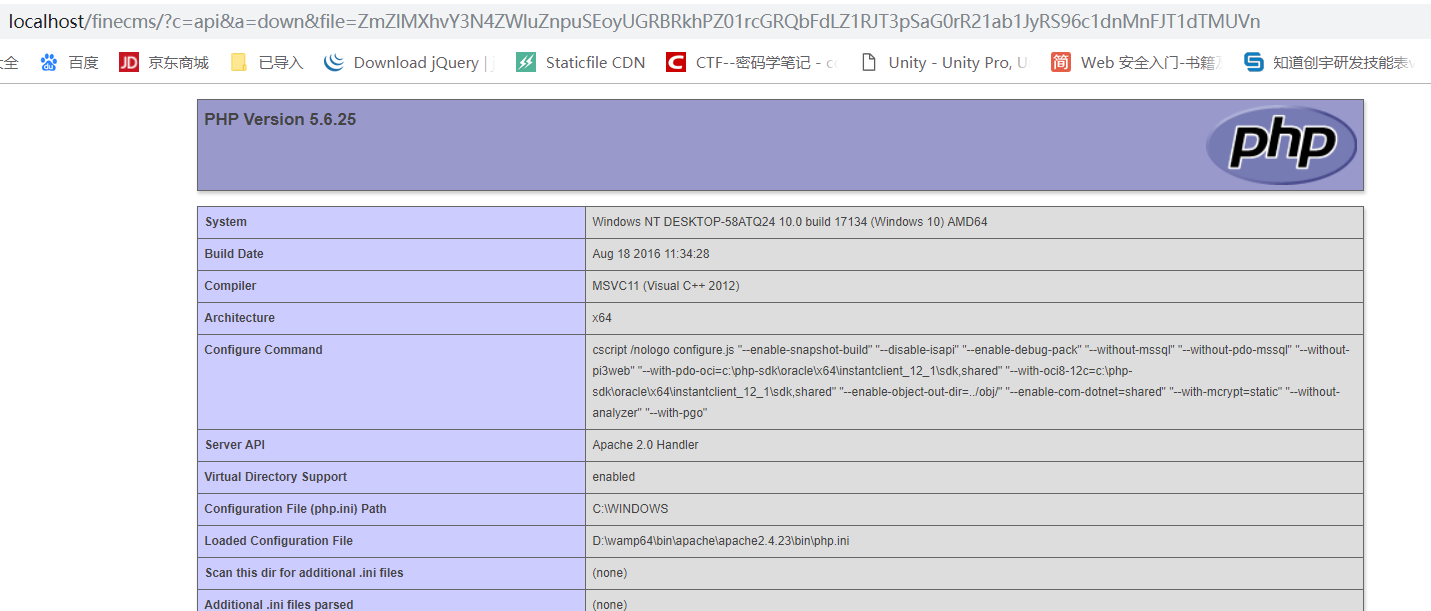 localhost/finecms/?c=api&a=down&file=ZmZlMXhvY3N4ZWluZnpuSEoyUGRBRkhPZ01rcGRQbFdLZ1RJT3pSaG0rR21ab1JyRS96c1dnMnFJT1dTMUVn
全 百度 JD 京东商城 已导入 Download jQuery | Staticfile CDN CTF--密码学笔记 - Unity - Unity Pro, U 简 Web 安全入门-书籍 知道创宇研发技能表v
PHP Version 5.6.25
php
System Windows NT DESKTOP-58ATQ24 10.0 build 17134 (Windows 10) AMD64
Build Date Aug 18 2016 11:34:28
Compiler MSVC11 (Visual C++ 2012)
Architecture x64
Configure Command cscript /nologo configure.js "--enable-snapshot-build" "--disable-isapi" "--enable-debug-pack" "--without-mssql" "--without-pdo-mssql" "--without-
pi3web" "--with-pdo-oci=c:\php-sdk\oracle\x64\instantclient_12_1\sdk,shared" "--with-oci8-12c=c:\php-
sdk\oracle\x64\instantclient_12_1\sdk,shared" "--enable-object-out-dir=../obj/" "--enable-com-dotnet=shared" "--with-mcrypt=static" "--without-
analyzer" "--with-pgo"
Server API Apache 2.0 Handler
Virtual Directory Support enabled
Configuration File (php.ini) Path C:\WINDOWS
Loaded Configuration File D:\wamp64\bin\apache\apache2.4.23\bin\php.ini
Scan this dir for additional .ini files (none)
Additional .ini files parsed (none)